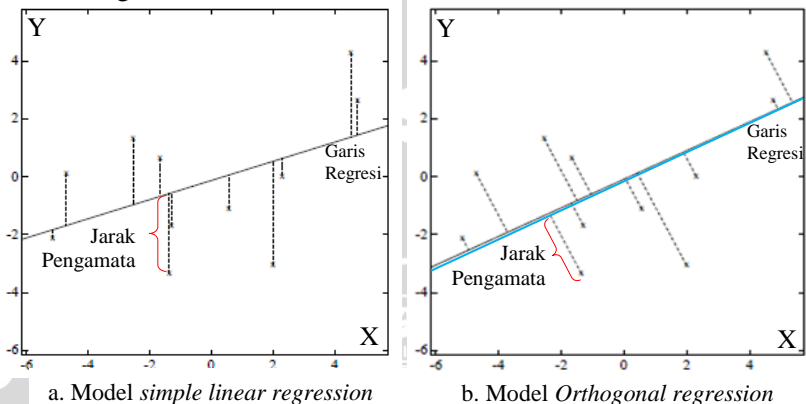 Y
4
2
0
-2
-4
-6
-6
-4
-2
0
2
4
Garis
Regresi
Jarak
Pengamata
X
a. Model simple linear regression
Y
4
2
0
-2
-4
-6
-6
-4
-2
0
2
4
Garis
Regresi
Jarak
Pengamata
X
b. Model Orthogonal regression